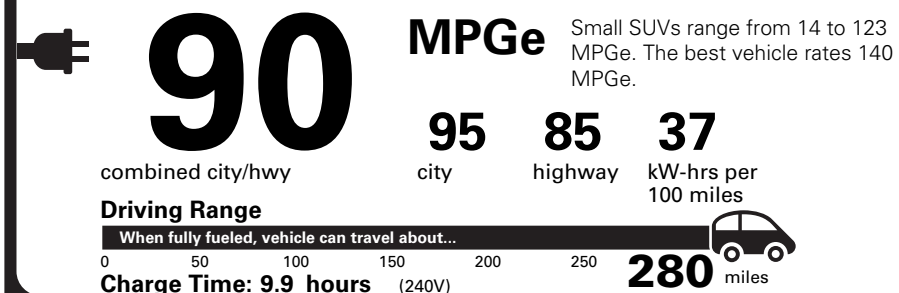 90
MPGe
Small SUVs range from 14 to 123
MPGe. The best vehicle rates 140
MPGe.
combined city/hwy
95
city
85
highway
37
kW-hrs per
100 miles
Driving Range
When fully fueled, vehicle can travel about...
0 50 100 150 200 250 280 miles
Charge Time: 9.9 hours (240V)